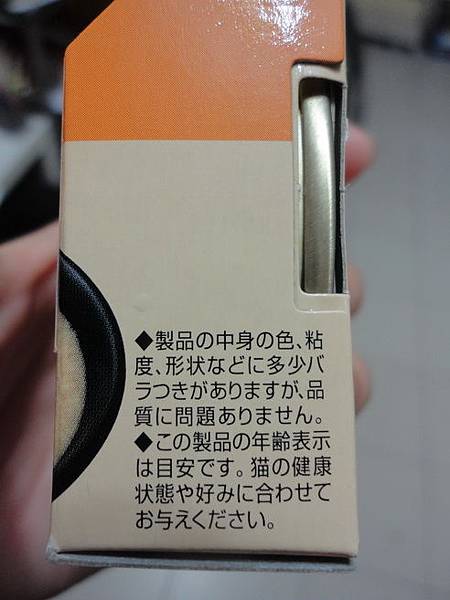 ◆製品の中身の色、粘
度、形状などに多少バ
ラつきがありますが、品
質に問題ありません。
◆この製品の年齢表示
は目安です。猫の健康
状態や好みに合わせて
お与えください。